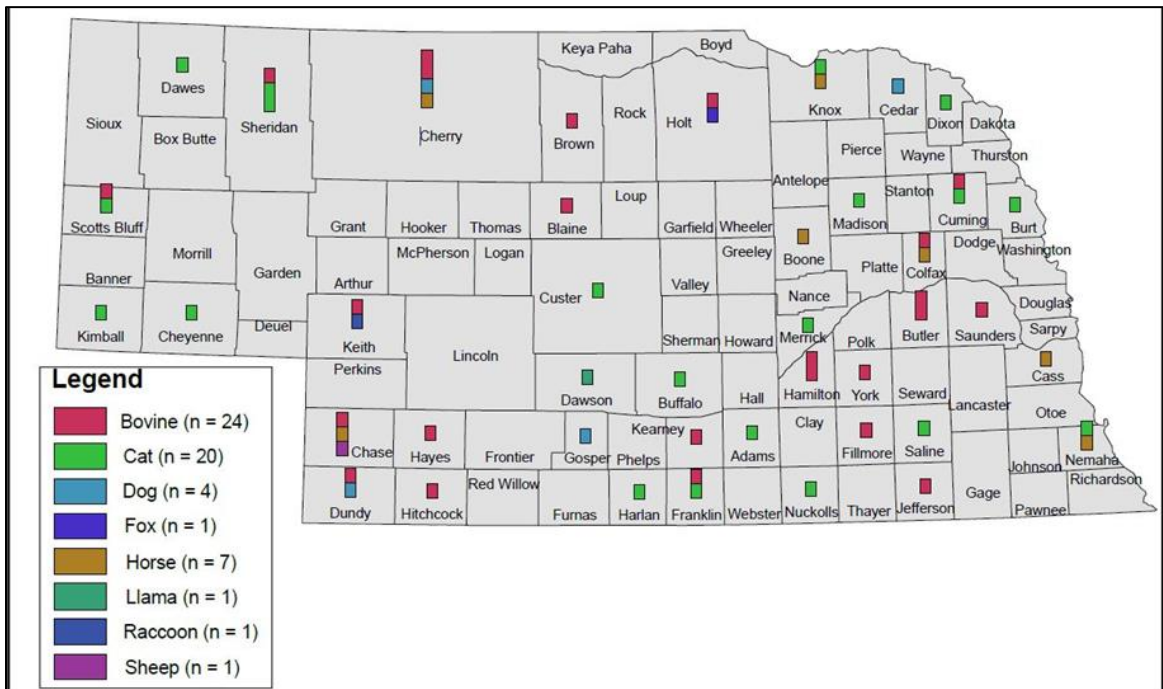 Keya Paha
Boyd
Dawes
Sheridan
Cherry
Sioux
Box Butte
Brown
Rock
Holt
Knox
Cedar
Dixon
Dakota
Pierce
Wayne
Thurston
Antelope
Scotts Bluff
Grant
Hooker
Thomas
Blaine
Loup
Garfield
Wheeler
Madison
Stanton
Cuming
Burt
Morrill
Garden
McPherson
Logan
Greeley
Boone
Platte
Colfax
Dodge
Washington
Banner
Arthur
Custer
Valley
Nance
Kimball
Cheyenne
Deuel
Keith
Lincoln
Sherman
Howard
Merrick
Polk
Butler
Saunders
Douglas
Sarpy
Perkins
Dawson
Buffalo
Hall
Hamilton
York
Seward
Lancaster
Cass
Otoe
Chase
Hayes
Frontier
Gosper
Phelps
Kearney
Adams
Clay
Fillmore
Saline
Johnson
Nemaha
Dundy
Hitchcock
Red Willow
Furnas
Harlan
Franklin
Webster
Nuckolls
Thayer
Jefferson
Gage
Pawnee
Richardson
Legend
Bovine (n = 24)
Cat (n = 20)
Dog (n = 4)
Fox (n = 1)
Horse (n = 7)
Llama (n = 1)
Raccoon (n = 1)
Sheep (n = 1)